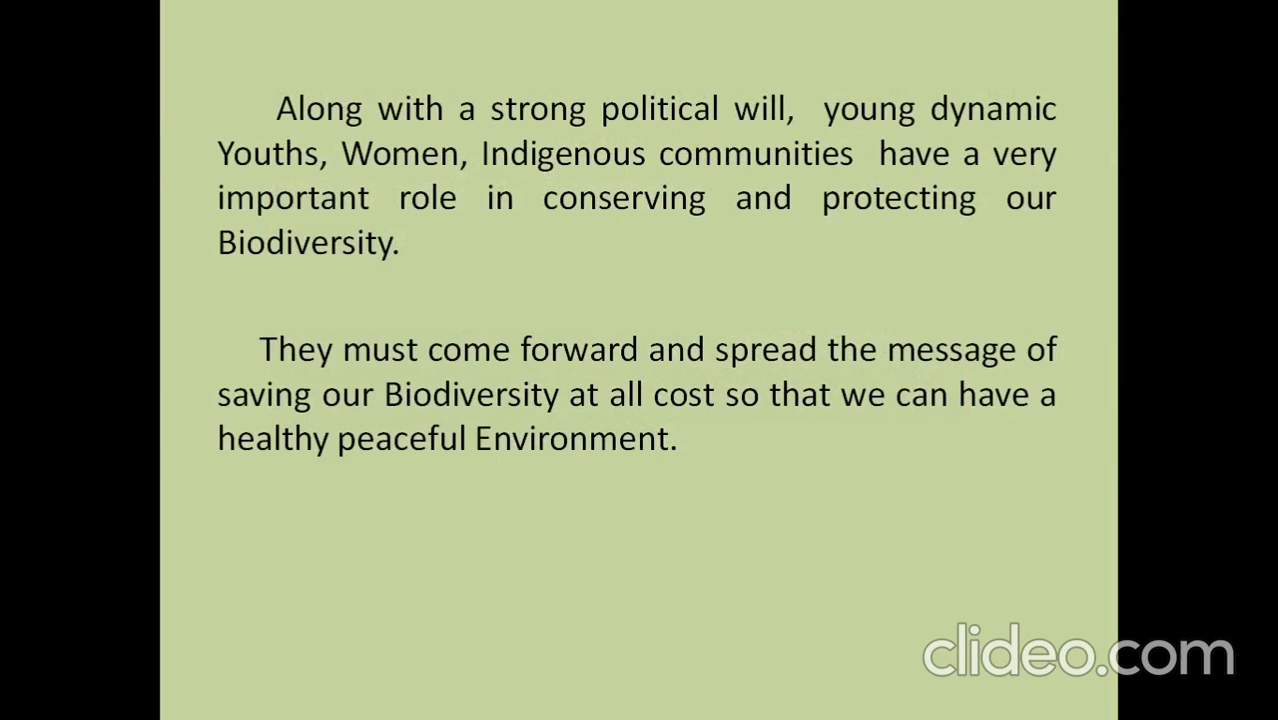 Along with a strong political will, young dynamic
Youths, Women, Indigenous communities have a very
important role in conserving and protecting our
Biodiversity.
They must come forward and spread the message of
saving our Biodiversity at all cost so that we can have a
healthy peaceful Environment.
clideo.com